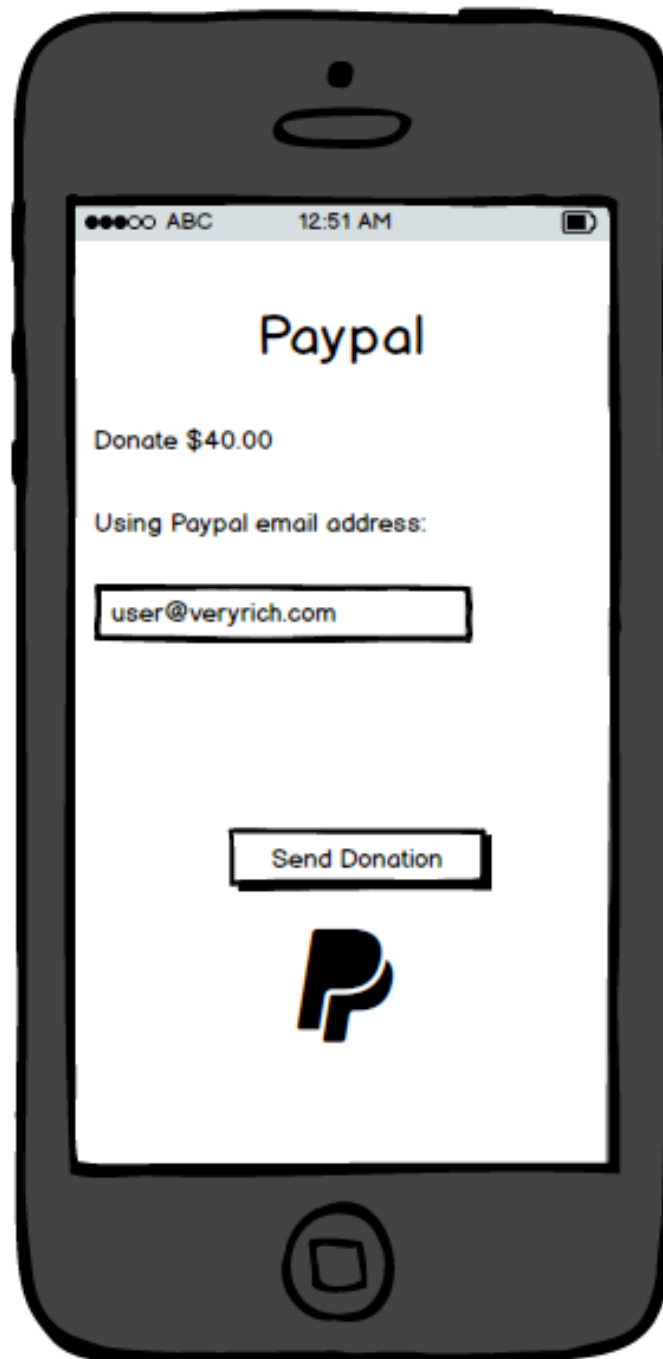 ABC 12:51 AM
Paypal
Donate $40.00
Using Paypal email address:
user@veryrich.com
Send Donation